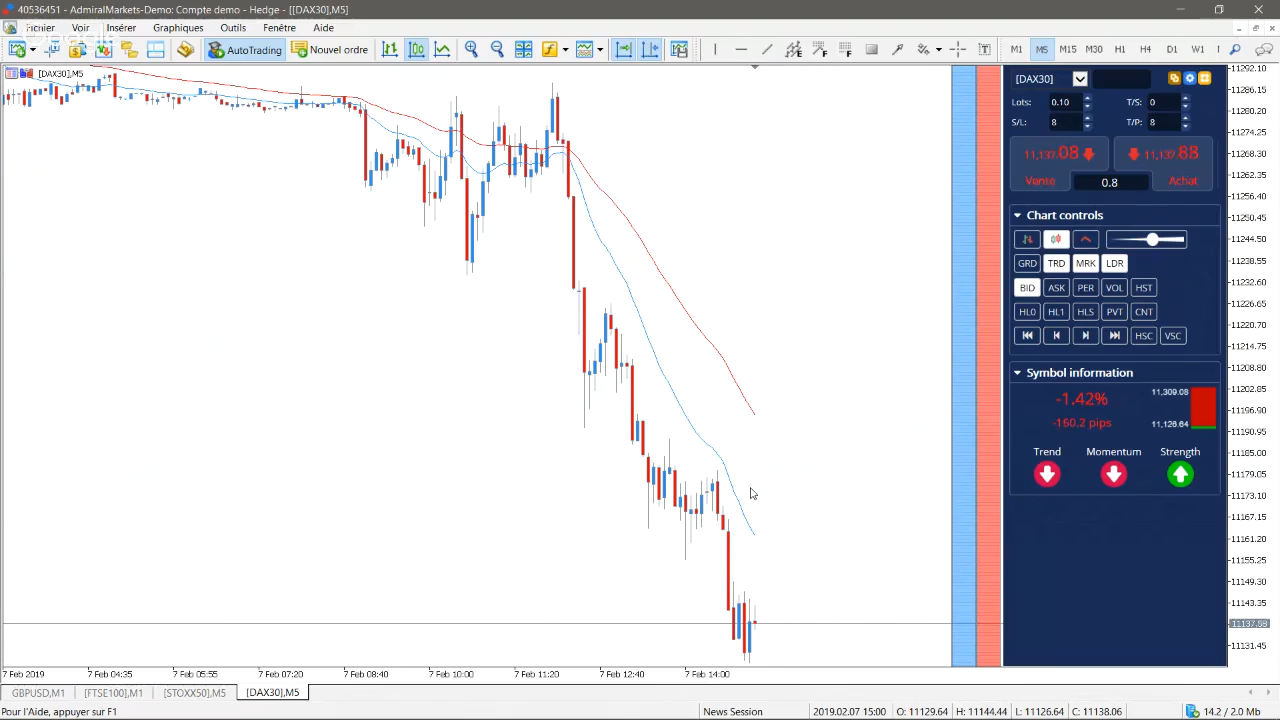 40536451 - AdmiralMarkets-Demo: Compte demo - Hedge - [[DAX30],M5]
Fichier Voir Insérer Graphiques Outils Fenêtre Aide
AutoTrading Nouvel ordre M1 M5 M15 M30 H1 H4 D1 W1
[DAX30],M5
[DAX30]
Lots: 0.10 T/S: 0
S/L: 8 T/P: 8
11,137.08 11,137.88
Vente 0.8 Achat
Chart controls
GRD TRD MRK LDR
BID ASK PER VOL HST
HL0 HL1 HLS PVT CNT
HSC VSC
Symbol information
-1.42% 11,309.08
-160.2 pips 11,126.64
Trend Momentum Strength
11292.10
11286.15
11280.20
11274.25
11268.30
11262.35
11256.40
11250.45
11244.50
11238.55
11232.60
11226.65
11220.70
11214.75
11208.80
11202.85
11196.90
11190.95
11185.00
11179.05
11173.10
11167.15
11161.20
11155.25
11149.30
11143.35
11131.45
7 Feb 2019 7 Feb 04:35 7 Feb 05:55 7 Feb 07:20 7 Feb 08:40 7 Feb 10:00 7 Feb 11:20 7 Feb 12:40 7 Feb 14:00
GBPUSD,M1 [FTSE100],M1 [STOXX50],M5 [DAX30],M5
Pour l'Aide, appuyer sur F1 News Session 2019.02.07 15:00 O: 11129.64 H: 11144.44 L: 11126.64 C: 11138.06 14.2 / 2.0 Mb